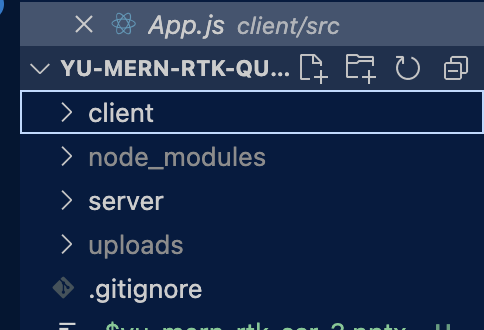 App.js client/src
YU-MERN-RTK-QU...
client
node_modules
server
uploads
.gitignore